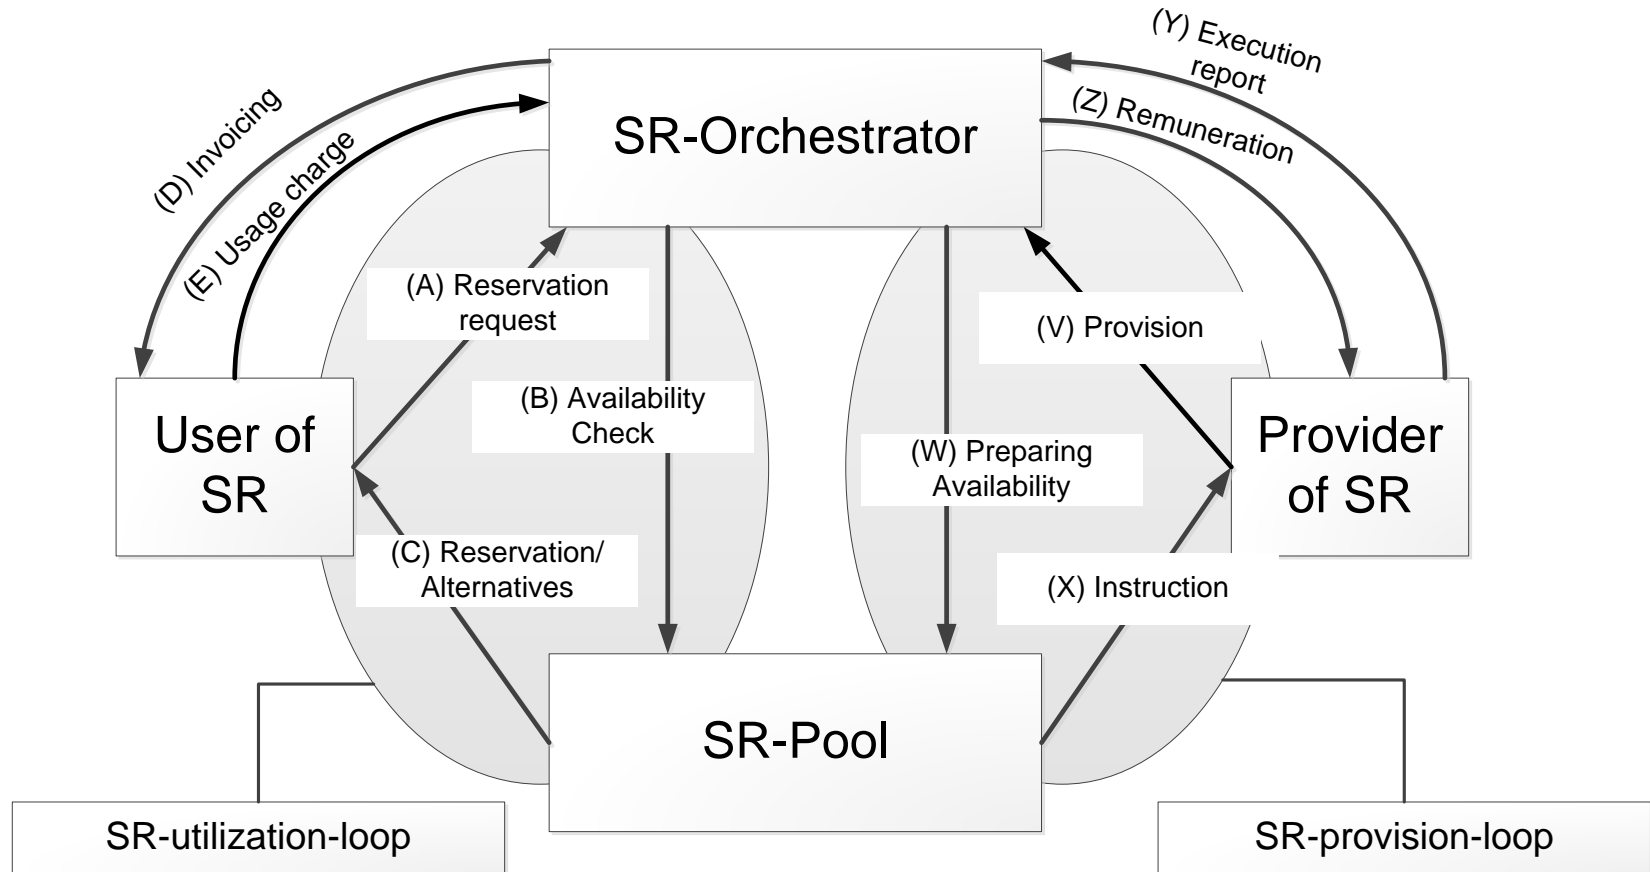 (Y) Execution
report
(D) Invoicing
SR-Orchestrator
(Z) Remuneration
(E) Usage charge
(A) Reservation
request
(V) Provision
(B) Availability
Check
User of
SR
Provider
of SR
(W) Preparing
Availability
(C) Reservation/
Alternatives
(X) Instruction
SR-Pool
SR-utilization-loop
SR-provision-loop